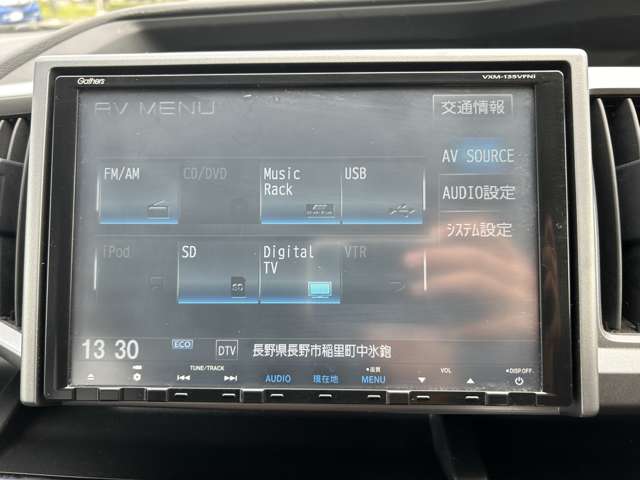 Gathers VXM-135VFNi
AV MENU 交通情報
FM/AM CD/DVD Music Rack USB AV SOURCE
AUDIO設定
iPod SD Digital TV VTR システム設定
13 30 ECO DTV 長野県長野市稲里町中氷鉋
TUNE/TRACK AUDIO 現在地 画質 MENU VOL DISP.OFF